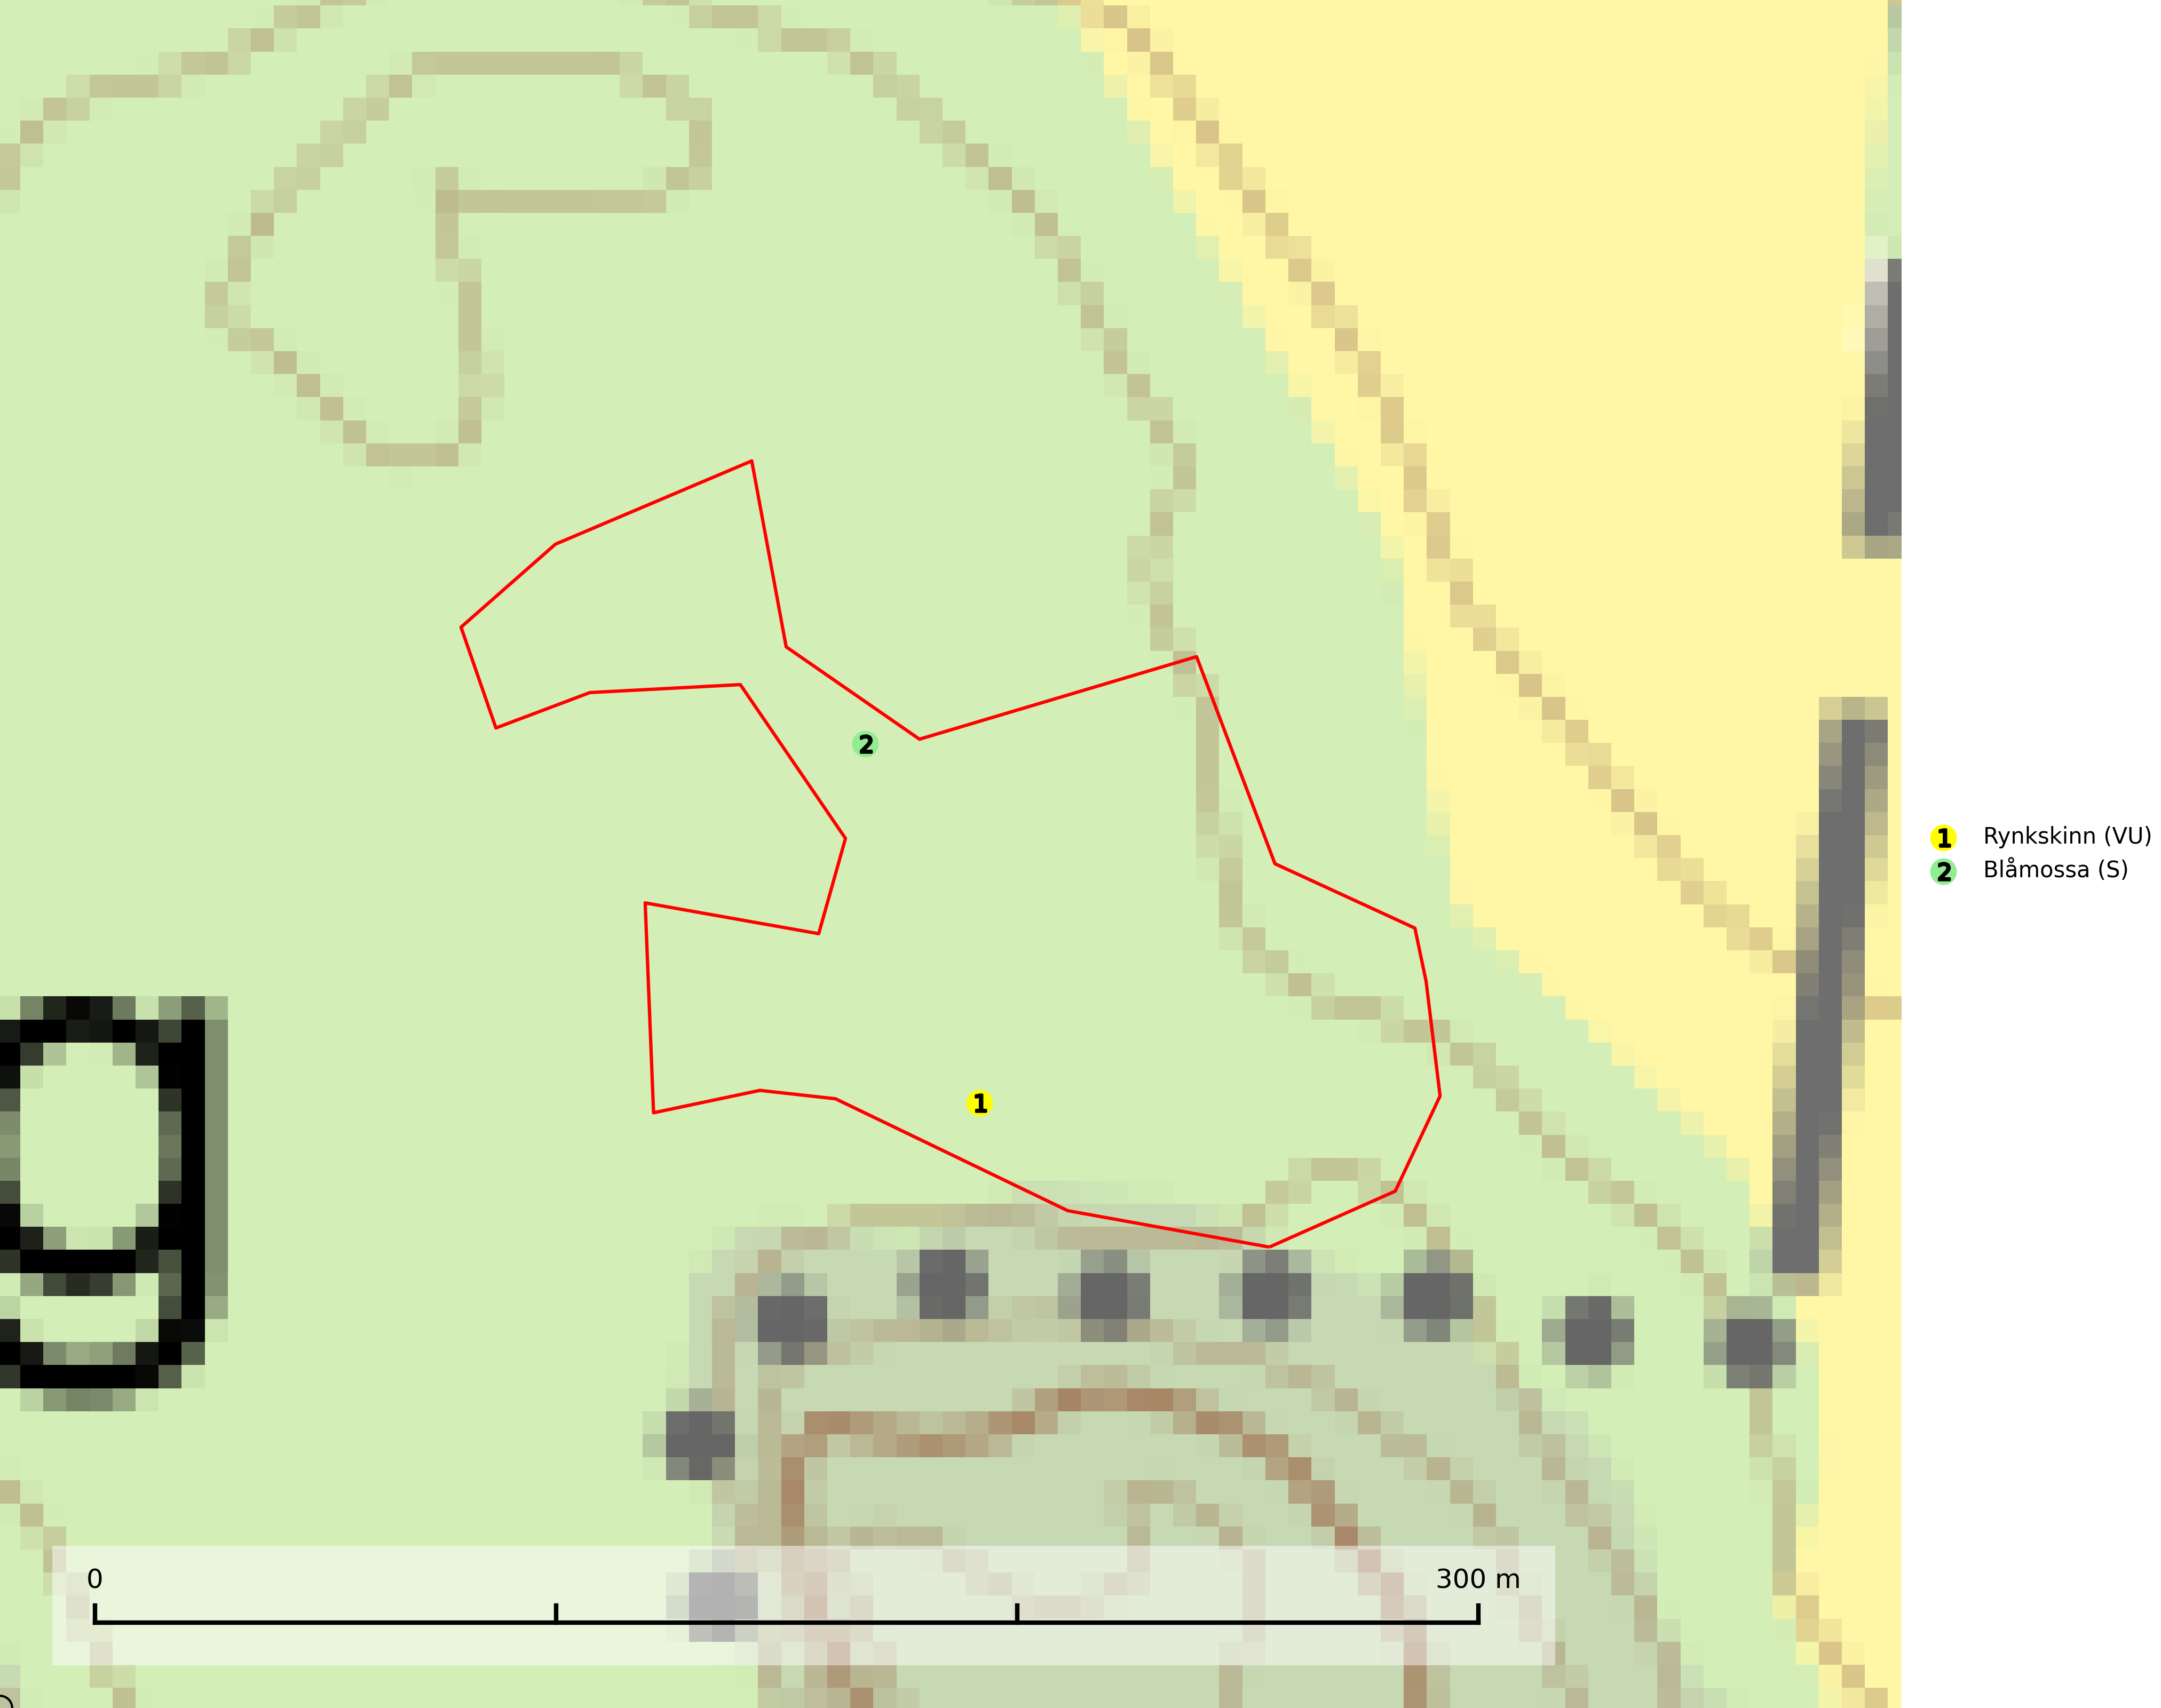 2
1
1 Rynkskinn (VU)
2 Blåmossa (S)
g
0 300 m